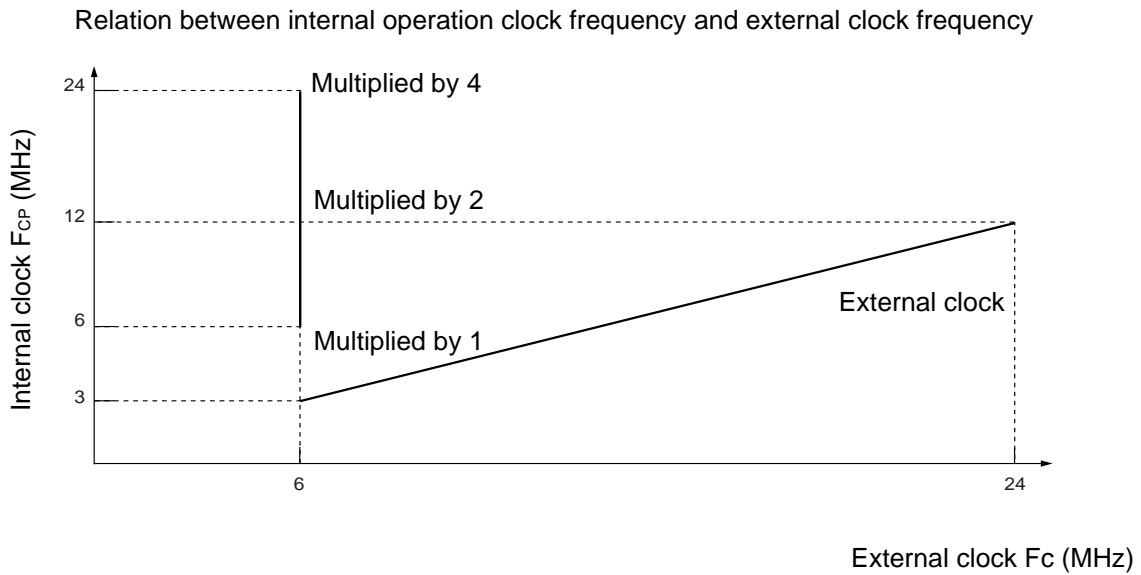 Relation between internal operation clock frequency and external clock frequency
Internal clock FCP (MHz)
24
Multiplied by 4
Multiplied by 2
12
External clock
6
Multiplied by 1
3
6
24
External clock Fc (MHz)